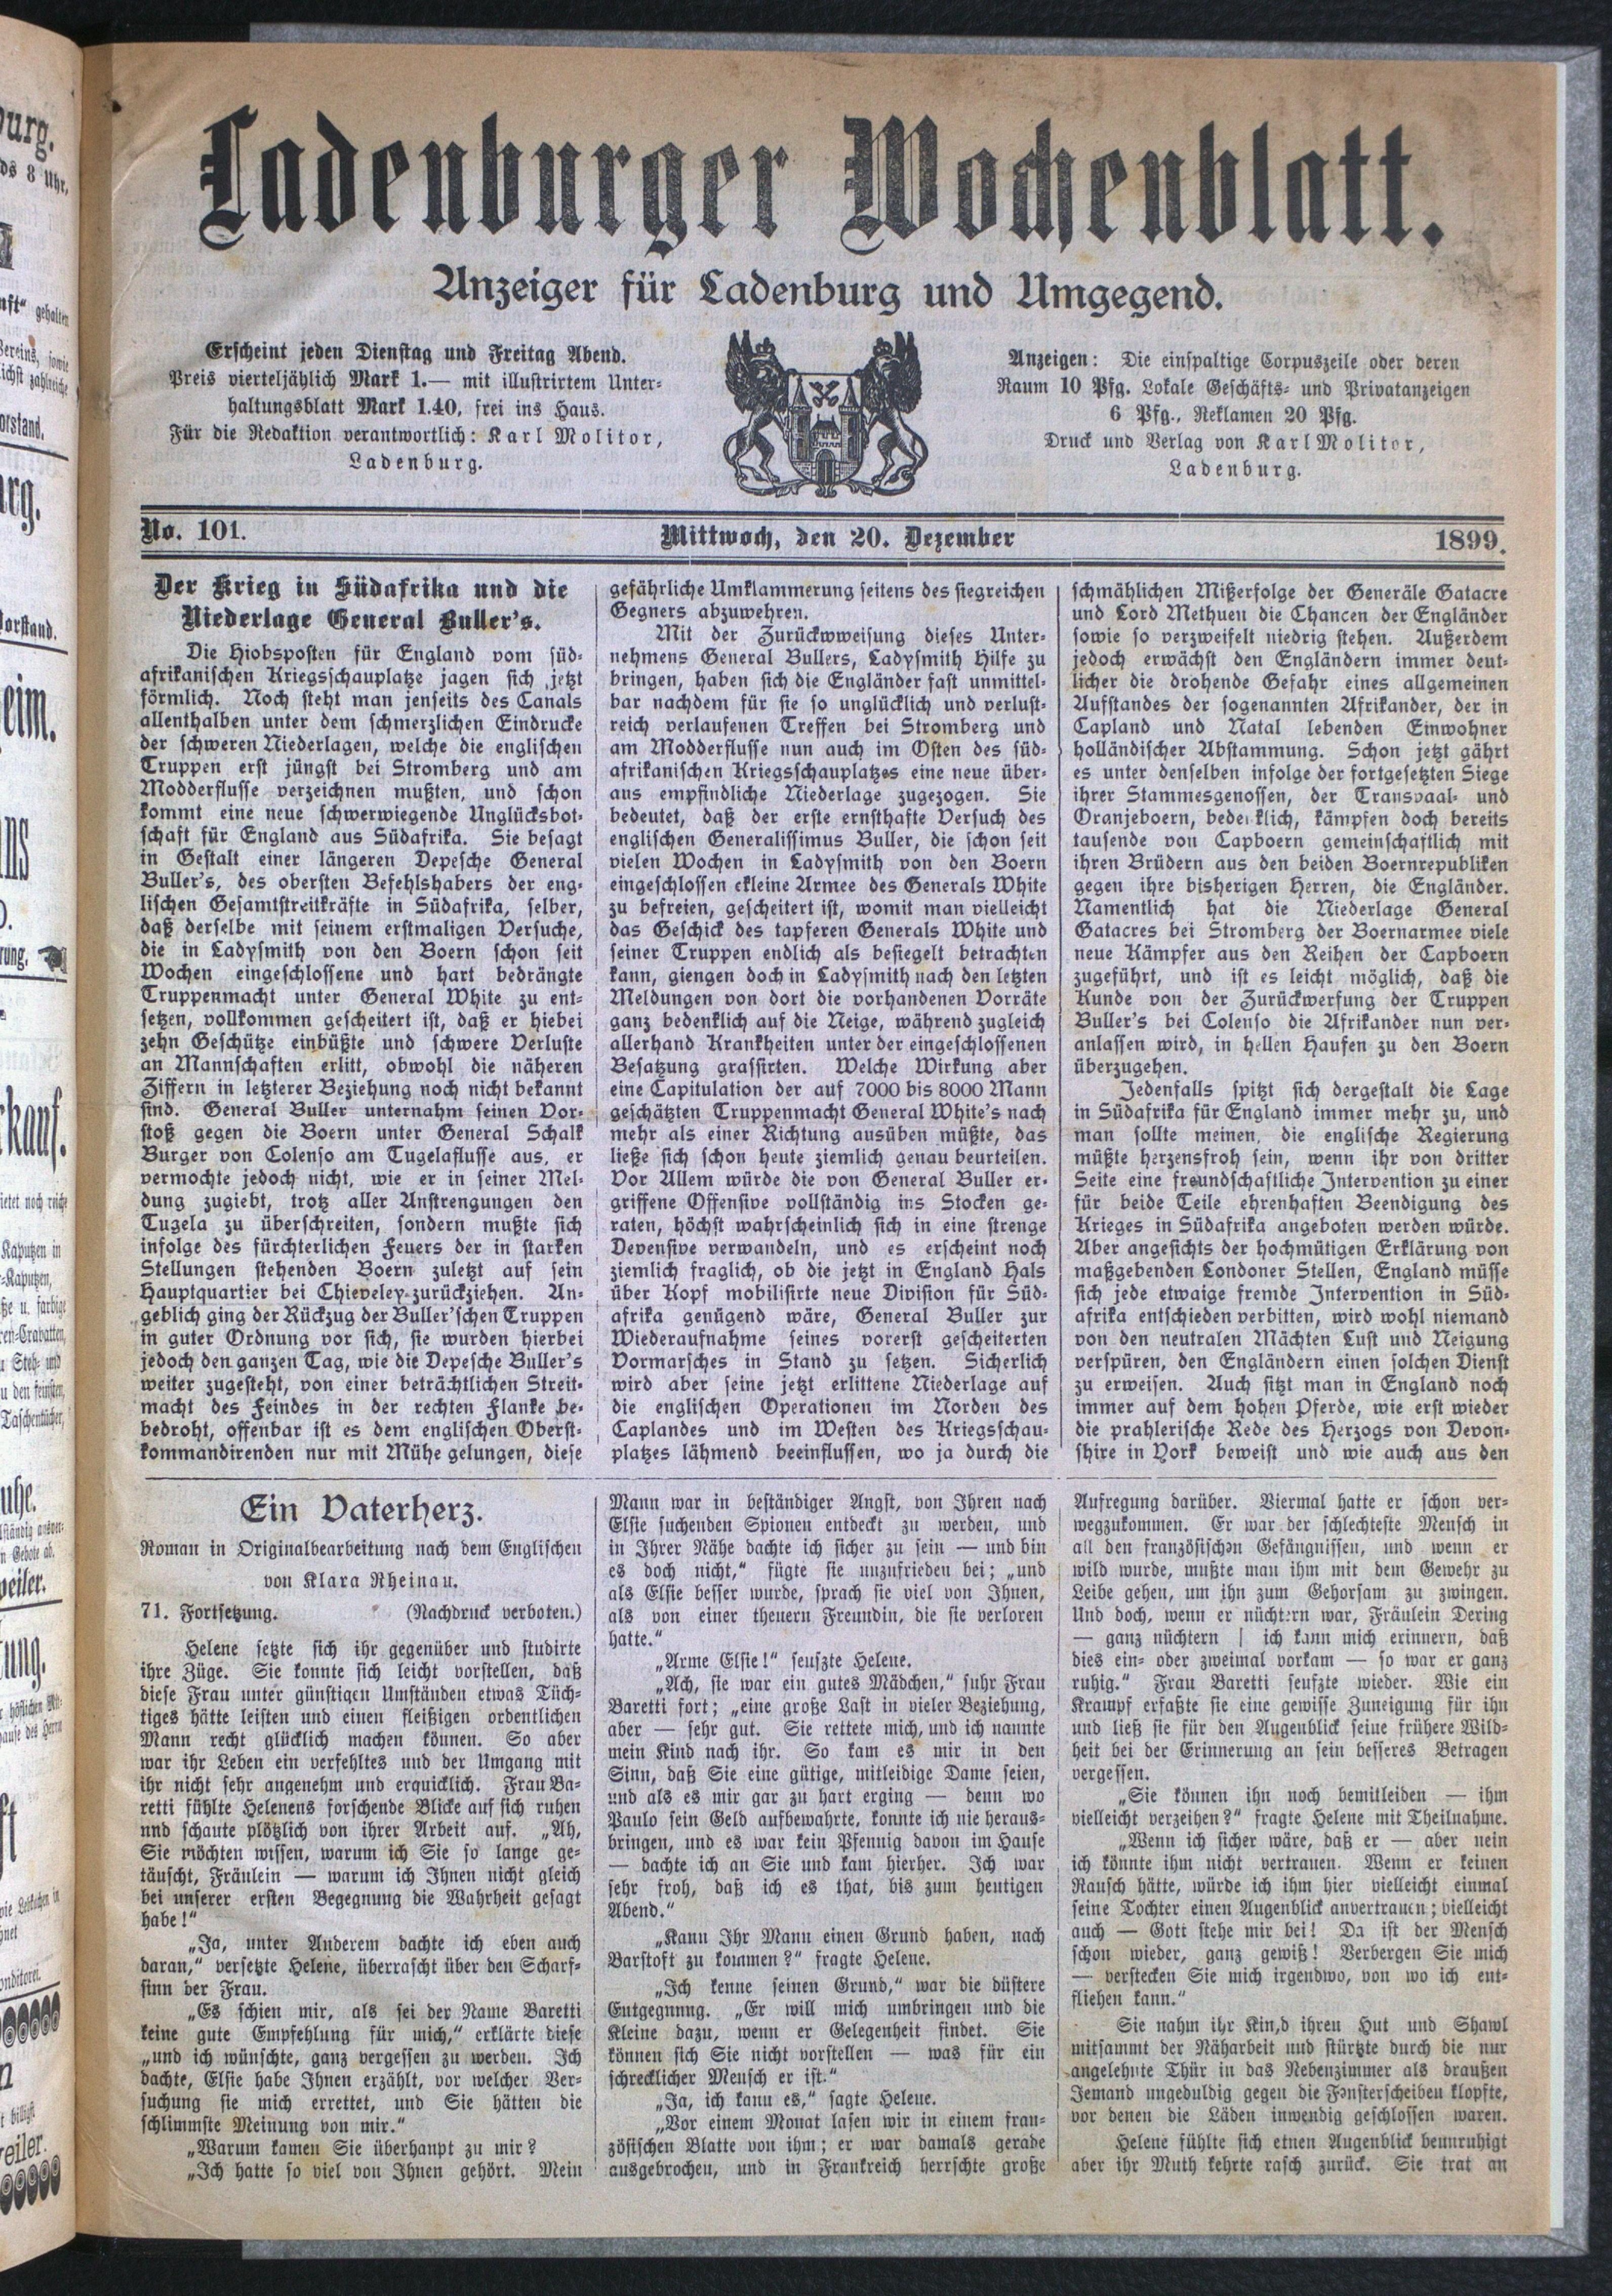 Ladenburger Wochenblatt.
Anzeiger für Ladenburg und Umgegend.
Erscheint jeden Dienstag und Freitag Abend.
Preis vierteljährlich Mark 1.— mit illustrirtem Unter-
haltungsblatt Mark 1.40, frei ins Haus.
Für die Redaktion verantwortlich: Karl Molitor,
Ladenburg.
Anzeigen: Die einspaltige Corpuszeile oder deren
Raum 10 Pfg. Lokale Geschäfts- und Privatanzeigen
6 Pfg., Reklamen 20 Pfg.
Druck und Verlag von Karl Molitor,
Ladenburg.
No. 101.
Mittwoch, den 20. Dezember
1899.
Der Krieg in Südafrika und die
Niederlage General Buller's.
Die Hiobsposten für England vom süd-
afrikanischen Kriegsschauplatze jagen sich jetzt
förmlich. Noch steht man jenseits des Canals
allenthalben unter dem schmerzlichen Eindrucke
der schweren Niederlagen, welche die englischen
Truppen erst jüngst bei Stromberg und am
Modderflusse verzeichnen mußten, und schon
kommt eine neue schwerwiegende Unglücksbot-
schaft für England aus Südafrika. Sie besagt
in Gestalt einer längeren Depesche General
Buller's, des obersten Befehlshabers der eng-
lischen Gesamtstreitkräfte in Südafrika, selber,
daß derselbe mit seinem erstmaligen Versuche,
die in Ladysmith von den Boern schon seit
Wochen eingeschlossene und hart bedrängte
Truppenmacht unter General White zu ent-
setzen, vollkommen gescheitert ist, daß er hiebei
zehn Geschütze einbüßte und schwere Verluste
an Mannschaften erlitt, obwohl die näheren
Ziffern in letzterer Beziehung noch nicht bekannt
sind. General Buller unternahm seinen Vor-
stoß gegen die Boern unter General Schalk
Burger von Colenso am Tugelaflusse aus, er
vermochte jedoch nicht, wie er in seiner Mel-
dung zugiebt, trotz aller Anstrengungen den
Tugela zu überschreiten, sondern mußte sich
infolge des fürchterlichen Feuers der in starken
Stellungen stehenden Boern zuletzt auf sein
Hauptquartier bei Chieveley zurückziehen. An-
geblich ging der Rückzug der Buller'schen Truppen
in guter Ordnung vor sich, sie wurden hierbei
jedoch den ganzen Tag, wie die Depesche Buller's
weiter zugesteht, von einer beträchtlichen Streit-
macht des Feindes in der rechten Flanke be-
bedroht, offenbar ist es dem englischen Oberst-
kommandirenden nur mit Mühe gelungen, diese
gefährliche Umklammerung seitens des siegreichen
Gegners abzuwehren.
Mit der Zurückwweisung dieses Unter-
nehmens General Bullers, Ladysmith Hilfe zu
bringen, haben sich die Engländer fast unmittel-
bar nachdem für sie so unglücklich und verlust-
reich verlaufenen Treffen bei Stromberg und
am Modderflusse nun auch im Osten des süd-
afrikanischen Kriegsschauplatzes eine neue über-
aus empfindliche Niederlage zugezogen. Sie
bedeutet, daß der erste ernsthafte Versuch des
englischen Generalissimus Buller, die schon seit
vielen Wochen in Ladysmith von den Boern
eingeschlossen ckleine Armee des Generals White
zu befreien, gescheitert ist, womit man vielleicht
das Geschick des tapferen Generals White und
seiner Truppen endlich als besiegelt betrachten
kann, giengen doch in Ladysmith nach den letzten
Meldungen von dort die vorhandenen Vorräte
ganz bedenklich auf die Neige, während zugleich
allerhand Krankheiten unter der eingeschlossenen
Besatzung grassirten. Welche Wirkung aber
eine Capitulation der auf 7000 bis 8000 Mann
geschätzten Truppenmacht General White's nach
mehr als einer Richtung ausüben müßte, das
ließe sich schon heute ziemlich genau beurteilen.
Vor Allem würde die von General Buller er-
griffene Offensive vollständig ins Stocken ge-
raten, höchst wahrscheinlich sich in eine strenge
Devensive verwandeln, und es erscheint noch
ziemlich fraglich, ob die jetzt in England Hals
über Kopf mobilisirte neue Division für Süd-
afrika genügend wäre, General Buller zur
Wiederaufnahme seines vorerst gescheiterten
Vormarsches in Stand zu setzen. Sicherlich
wird aber seine jetzt erlittene Niederlage auf
die englischen Operationen im Norden des
Caplandes und im Westen des Kriegsschau-
platzes lähmend beeinflussen, wo ja durch die
schmählichen Mißerfolge der Generäle Gatacre
und Lord Methuen die Chancen der Engländer
sowie so verzweifelt niedrig stehen. Außerdem
jedoch erwächst den Engländern immer deut-
licher die drohende Gefahr eines allgemeinen
Aufstandes der sogenannten Afrikander, der in
Capland und Natal lebenden Einwohner
holländischer Abstammung. Schon jetzt gährt
es unter denselben infolge der fortgesetzten Siege
ihrer Stammesgenossen, der Transvaal- und
Oranjeboern, bedenklich, kämpfen doch bereits
tausende von Capboern gemeinschaftlich mit
ihren Brüdern aus den beiden Boernrepubliken
gegen ihre bisherigen Herren, die Engländer.
Namentlich hat die Niederlage General
Gatacres bei Stromberg der Boernarmee viele
neue Kämpfer aus den Reihen der Capboern
zugeführt, und ist es leicht möglich, daß die
Kunde von der Zurückwerfung der Truppen
Buller's bei Colenso die Afrikander nun ver-
anlassen wird, in hellen Haufen zu den Boern
überzugehen.
Jedenfalls spitzt sich dergestalt die Lage
in Südafrika für England immer mehr zu, und
man sollte meinen, die englische Regierung
müßte herzensfroh sein, wenn ihr von dritter
Seite eine freundschaftliche Intervention zu einer
für beide Teile ehrenhaften Beendigung des
Krieges in Südafrika angeboten werden würde.
Aber angesichts der hochmütigen Erklärung von
maßgebenden Londoner Stellen, England müsse
sich jede etwaige fremde Intervention in Süd-
afrika entschieden verbitten, wird wohl niemand
von den neutralen Mächten Lust und Neigung
verspüren, den Engländern einen solchen Dienst
zu erweisen. Auch sitzt man in England noch
immer auf dem hohen Pferde, wie erst wieder
die prahlerische Rede des Herzogs von Devon-
shire in York beweist und wie auch aus den
Ein Vaterherz.
Roman in Originalbearbeitung nach dem Englischen
von Klara Rheinau.
71. Fortsetzung. (Nachdruck verboten.)
Helene setzte sich ihr gegenüber und studirte
ihre Züge. Sie konnte sich leicht vorstellen, daß
diese Frau unter günstigen Umständen etwas Tüch-
tiges hätte leisten und einen fleißigen ordentlichen
Mann recht glücklich machen können. So aber
war ihr Leben ein verfehltes und der Umgang mit
ihr nicht sehr angenehm und erquicklich. Frau Ba-
retti fühlte Helenens forschende Blicke auf sich ruhen
nnd schaute plötzlich von ihrer Arbeit auf. „Ah,
Sie möchten wissen, warum ich Sie so lange ge-
täuscht, Fräulein — warum ich Ihnen nicht gleich
bei unserer ersten Begegnung die Wahrheit gesagt
habe!“
„Ja, unter Anderem dachte ich eben auch
daran,“ versetzte Helene, überrascht über den Scharf-
sinn der Frau.
„Es schien mir, als sei der Name Baretti
keine gute Empfehlung für mich,“ erklärte diese
„und ich wünschte, ganz vergessen zu werden. Ich
dachte, Elsie habe Ihnen erzählt, vor welcher Ver-
suchung sie mich errettet, und Sie hätten die
schlimmste Meinung von mir.“
„Warum kamen Sie überhaupt zu mir?
„Ich hatte so viel von Ihnen gehört. Mein
Mann war in beständiger Angst, von Ihren nach
Elsie suchenden Spionen entdeckt zu werden, und
in Ihrer Nähe dachte ich sicher zu sein — und bin
es doch nicht,“ fügte sie unzufrieden bei; „und
als Elsie besser wurde, sprach sie viel von Ihnen,
als von einer theuern Freundin, die sie verloren
hatte.“
„Arme Elsie!“ seufzte Helene.
„Ach, sie war ein gutes Mädchen,“ fuhr Frau
Baretti fort; „eine große Last in vieler Beziehung,
aber — sehr gut. Sie rettete mich, und ich nannte
mein Kind nach ihr. So kam es mir in den
Sinn, daß Sie eine gütige, mitleidige Dame seien,
und als es mir gar zu hart erging — denn wo
Paulo sein Geld aufbewahrte, konnte ich nie heraus-
bringen, und es war kein Pfennig davon im Hause
— dachte ich an Sie und kam hierher. Ich war
sehr froh, daß ich es that, bis zum heutigen
Abend.“
„Kann Ihr Mann einen Grund haben, nach
Barstoft zu kommen?“ fragte Helene.
„Ich kenne seinen Grund,“ war die düstere
Entgegnnng. „Er will mich umbringen und die
Kleine dazu, wenn er Gelegenheit findet. Sie
können sich Sie nicht vorstellen — was für ein
schrecklicher Mensch er ist.“
„Ja, ich kann es,“ sagte Helene.
„Vor einem Monat lasen wir in einem fran-
zösischen Blatte von ihm; er war damals gerade
ausgebrochen, und in Frankreich herrschte große
Aufregung darüber. Viermal hatte er schon ver-
wegzukommen. Er war der schlechteste Mensch in
all den französischen Gefängnissen, und wenn er
wild wurde, mußte man ihm mit dem Gewehr zu
Leibe gehen, um ihn zum Gehorsam zu zwingen.
Und doch, wenn er nüchtern war, Fräulein Dering
— ganz nüchtern | ich kann mich erinnern, daß
dies ein- oder zweimal vorkam — so war er ganz
ruhig.“ Frau Baretti seufzte wieder. Wie ein
Krampf erfaßte sie eine gewisse Zuneigung für ihn
und ließ sie für den Augenblick seine frühere Wild-
heit bei der Erinnerung an sein besseres Betragen
vergessen.
„Sie können ihn noch bemitleiden — ihm
vielleicht verzeihen?“ fragte Helene mit Theilnahme.
„Wenn ich sicher wäre, daß er — aber nein
ich könnte ihm nicht vertrauen. Wenn er keinen
Rausch hätte, würde ich ihm hier vielleicht einmal
seine Tochter einen Augenblick anvertrauen; vielleicht
auch — Gott stehe mir bei! Da ist der Mensch
schon wieder, ganz gewiß! Verbergen Sie mich
— verstecken Sie mich irgendwo, von wo ich ent-
fliehen kann.“
Sie nahm ihr Kin,d ihren Hut und Shawl
mitsammt der Näharbeit und stürzte durch die nur
angelehnte Thür in das Nebenzimmer als draußen
Jemand ungeduldig gegen die Fensterscheiben klopfte,
vor denen die Läden inwendig geschlossen waren.
Helene fühlte sich etnen Augenblick beunruhigt
aber ihr Muth kehrte rasch zurück. Sie trat an